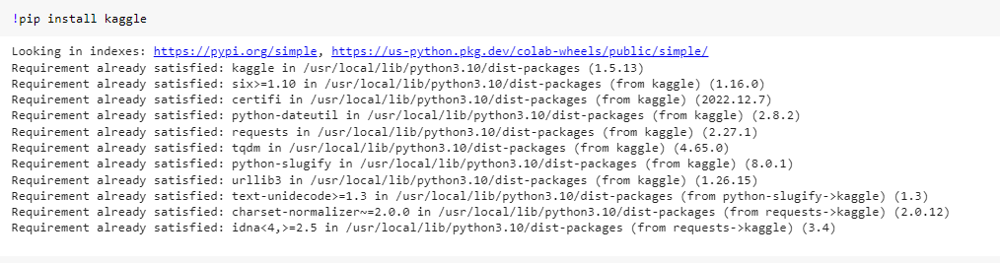 !pip install kaggle
Looking in indexes: https://pypi.org/simple, https://us-python.pkg.dev/colab-wheels/public/simple/
Requirement already satisfied: kaggle in /usr/local/lib/python3.10/dist-packages (1.5.13)
Requirement already satisfied: six>=1.10 in /usr/local/lib/python3.10/dist-packages (from kaggle) (1.16.0)
Requirement already satisfied: certifi in /usr/local/lib/python3.10/dist-packages (from kaggle) (2022.12.7)
Requirement already satisfied: python-dateutil in /usr/local/lib/python3.10/dist-packages (from kaggle) (2.8.2)
Requirement already satisfied: requests in /usr/local/lib/python3.10/dist-packages (from kaggle) (2.27.1)
Requirement already satisfied: tqdm in /usr/local/lib/python3.10/dist-packages (from kaggle) (4.65.0)
Requirement already satisfied: python-slugify in /usr/local/lib/python3.10/dist-packages (from kaggle) (8.0.1)
Requirement already satisfied: urllib3 in /usr/local/lib/python3.10/dist-packages (from kaggle) (1.26.15)
Requirement already satisfied: text-unidecode>=1.3 in /usr/local/lib/python3.10/dist-packages (from python-slugify->kaggle) (1.3)
Requirement already satisfied: charset-normalizer~=2.0.0 in /usr/local/lib/python3.10/dist-packages (from requests->kaggle) (2.0.12)
Requirement already satisfied: idna<4,>=2.5 in /usr/local/lib/python3.10/dist-packages (from requests->kaggle) (3.4)